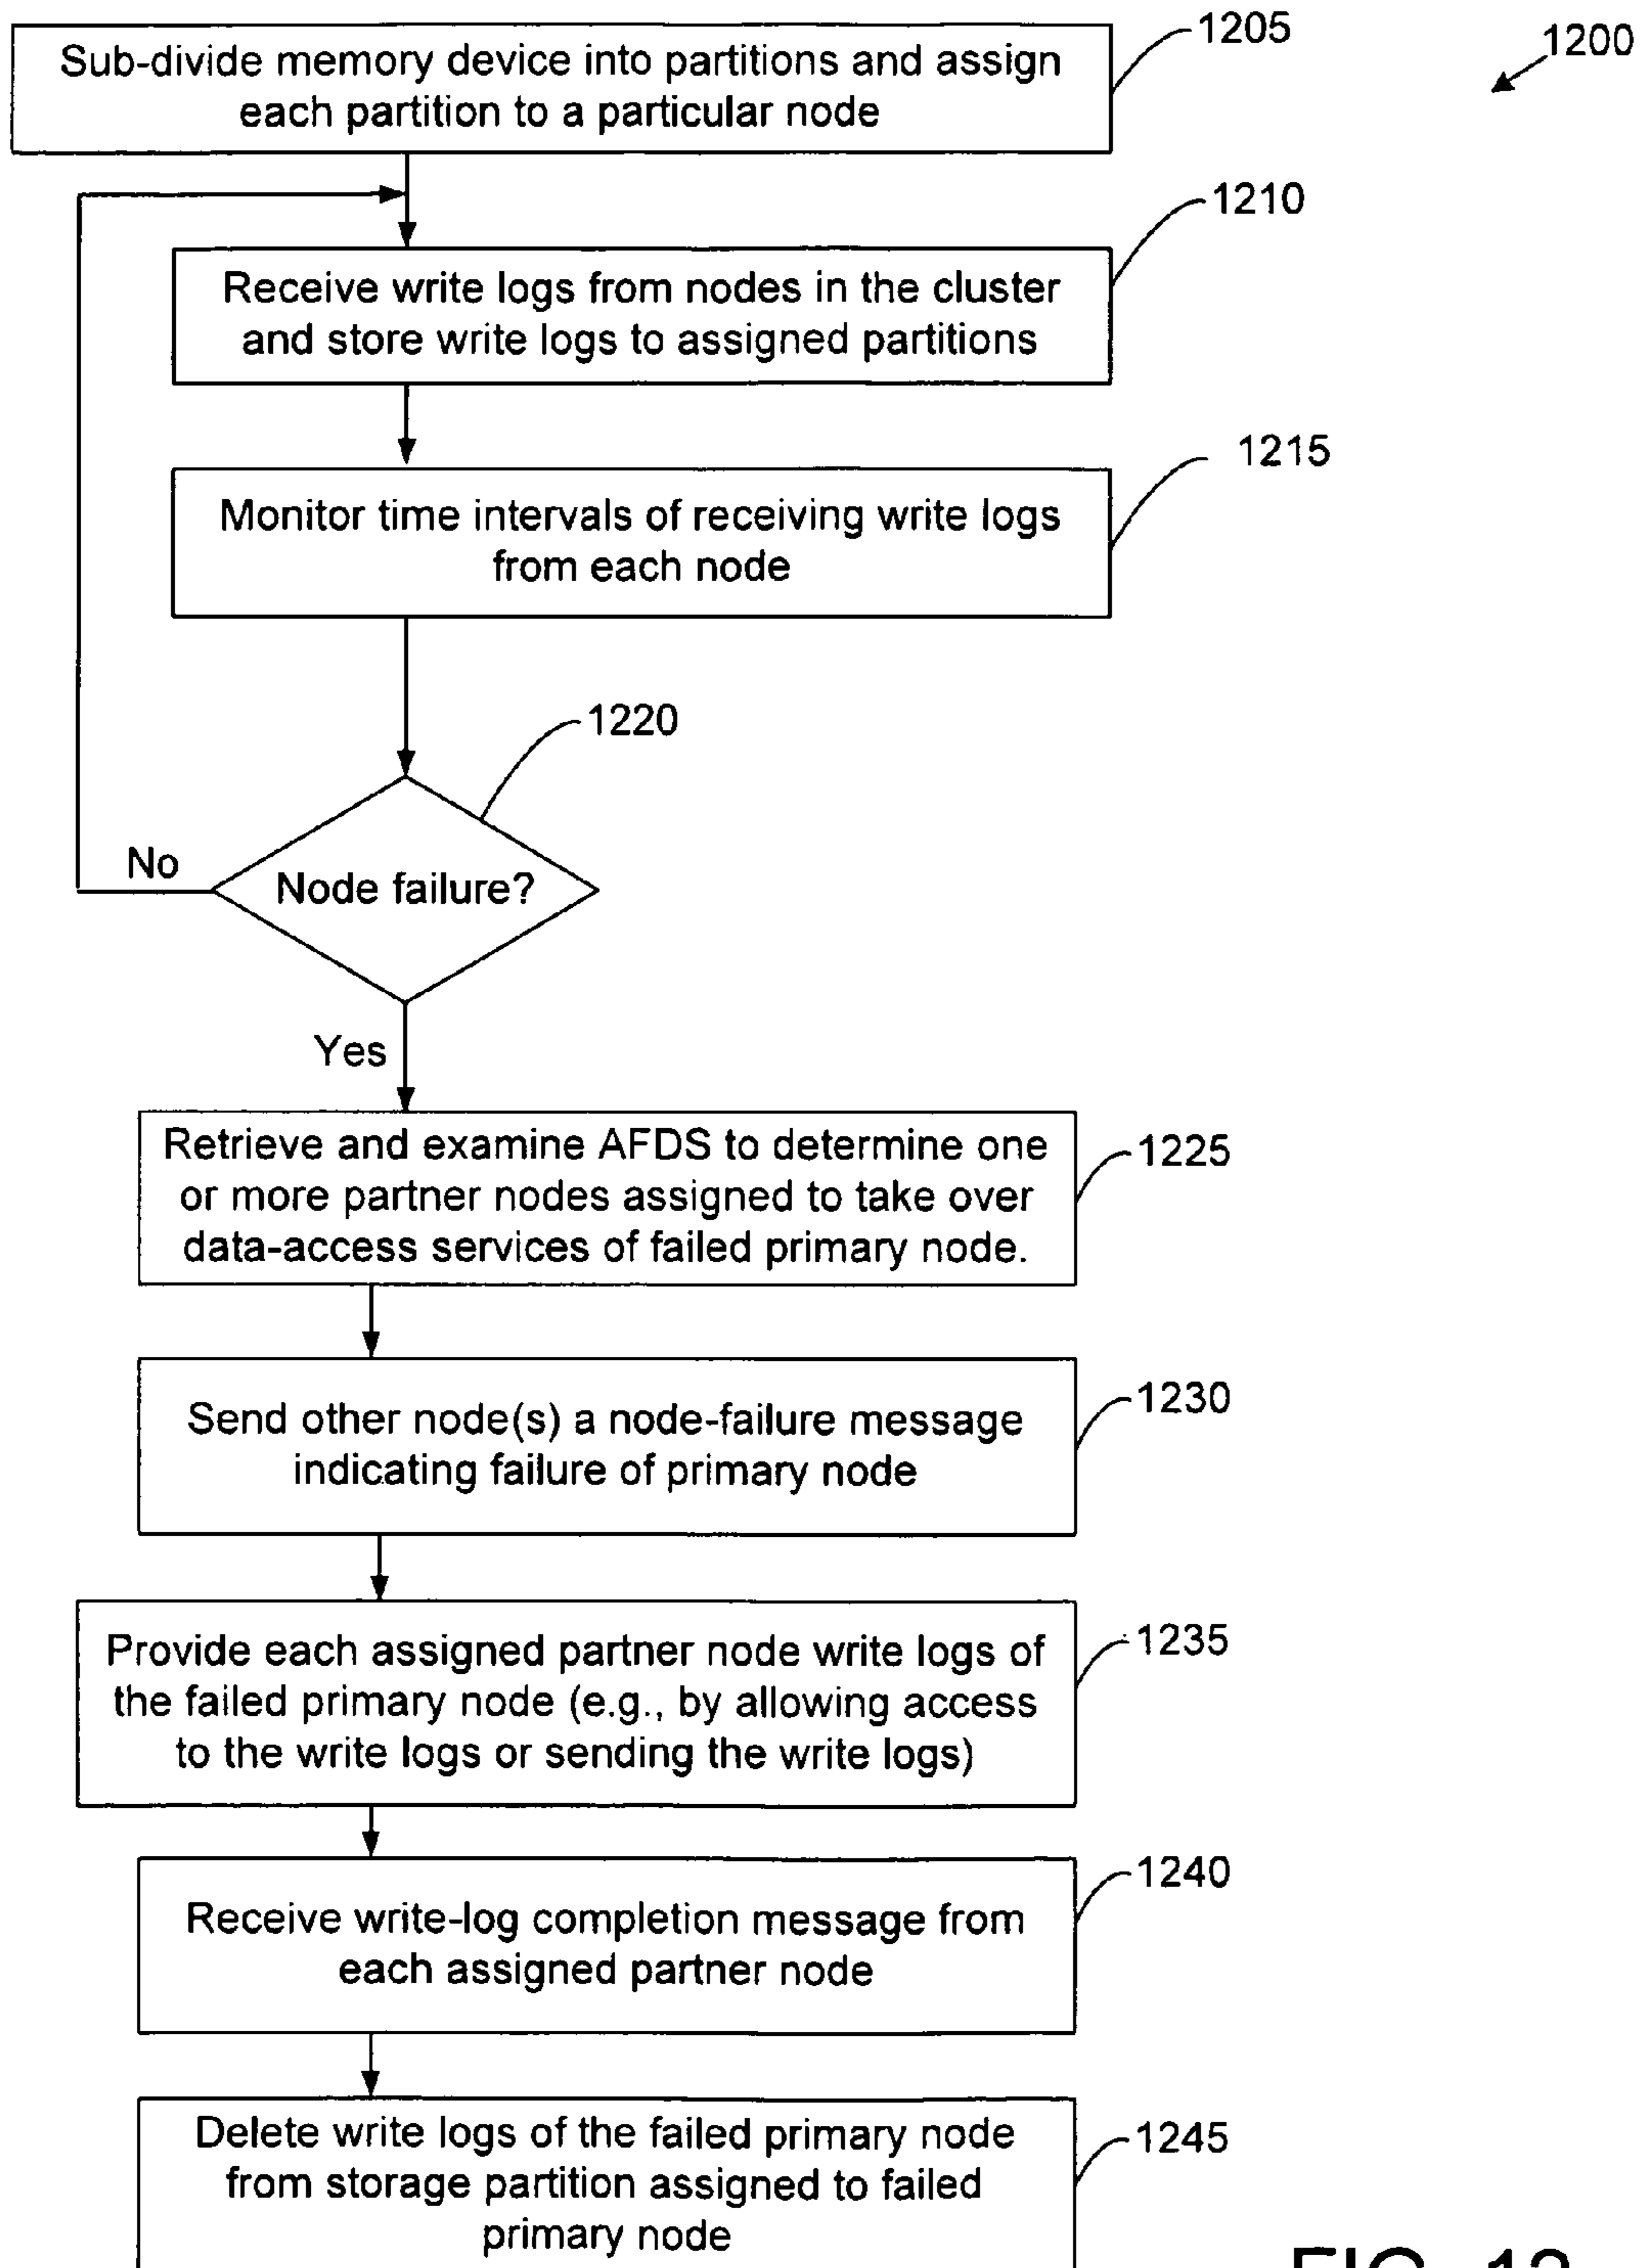 1205
1200
Sub-divide memory device into partitions and assign
each partition to a particular node
1210
Receive write logs from nodes in the cluster
and store write logs to assigned partitions
1215
Monitor time intervals of receiving write logs
from each node
1220
No
Node failure?
Yes
Retrieve and examine AFDS to determine one
or more partner nodes assigned to take over
data-access services of failed primary node.
1225
Send other node(s) a node-failure message
indicating failure of primary node
1230
Provide each assigned partner node write logs of
the failed primary node (e.g., by allowing access
to the write logs or sending the write logs)
1235
Receive write-log completion message from
each assigned partner node
1240
Delete write logs of the failed primary node
from storage partition assigned to failed
primary node
1245
FIG. 12